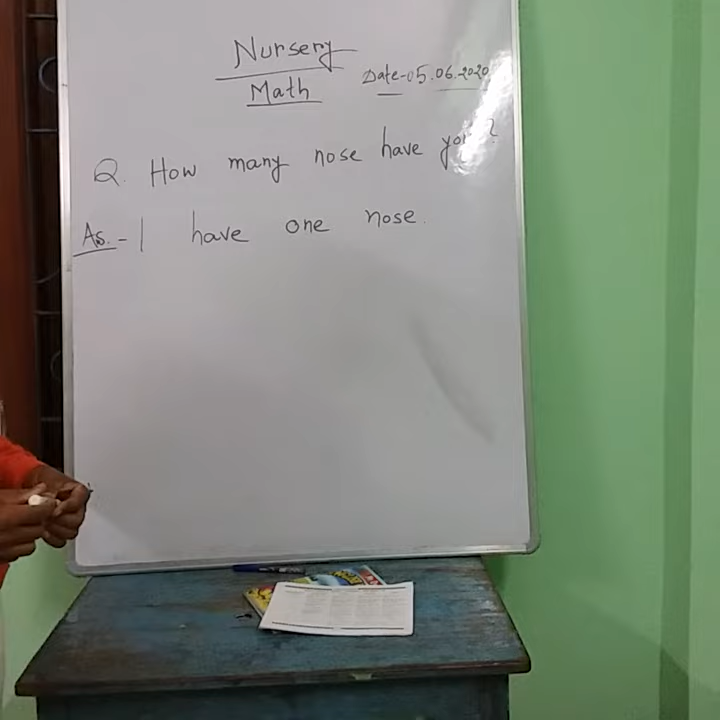 Nursery
Math
Date-05.06.2020
Q. How many nose have you?
As.- I have one nose.